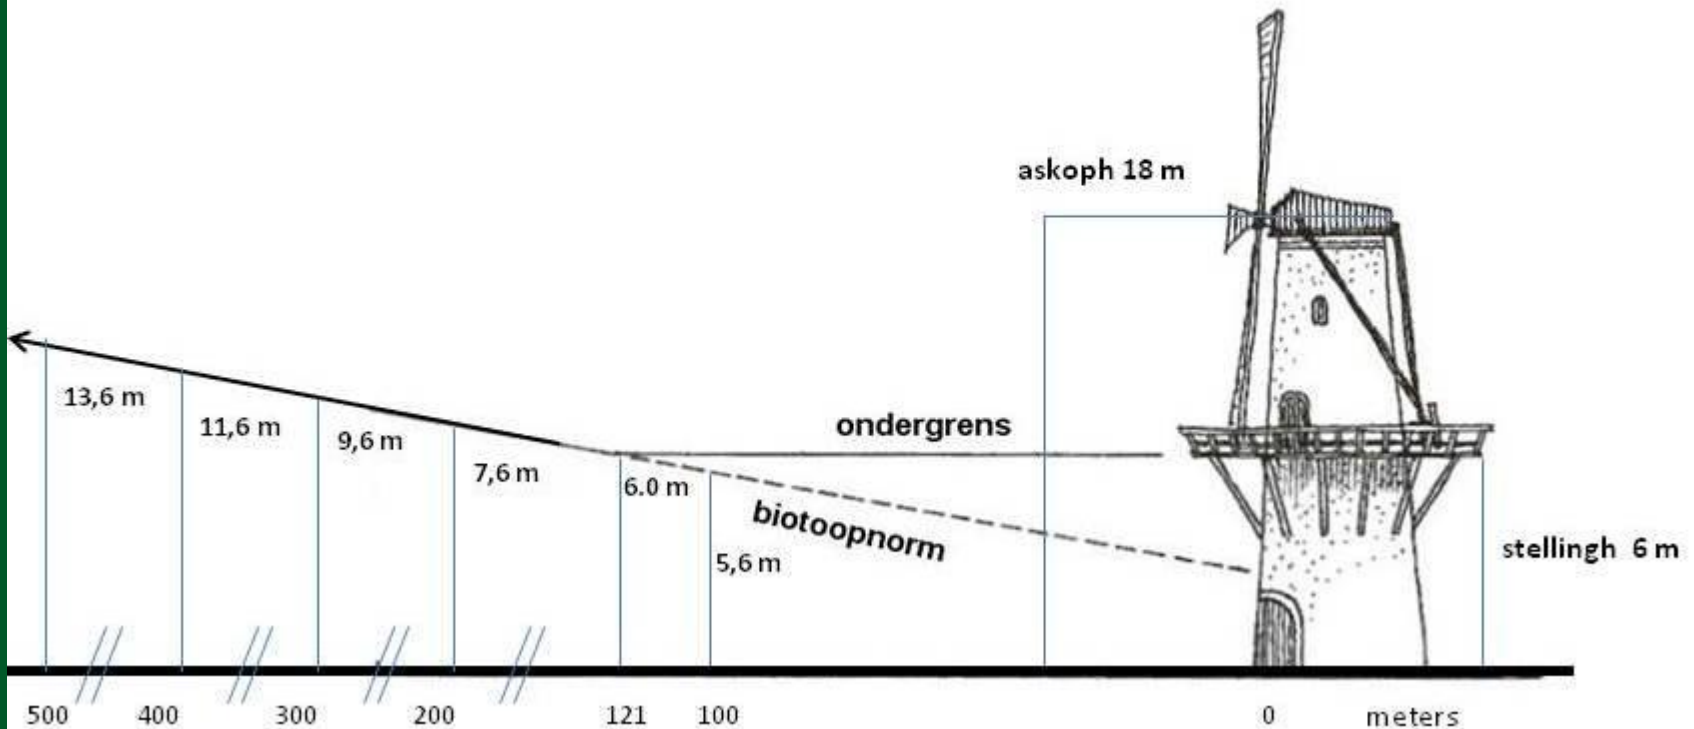 askoph 18 m
ondergrens
13,6 m
11,6 m
9,6 m
7,6 m
6.0 m
biotoopnorm
5,6 m
stellingh 6 m
500 400 300 200 121 100 0 meters